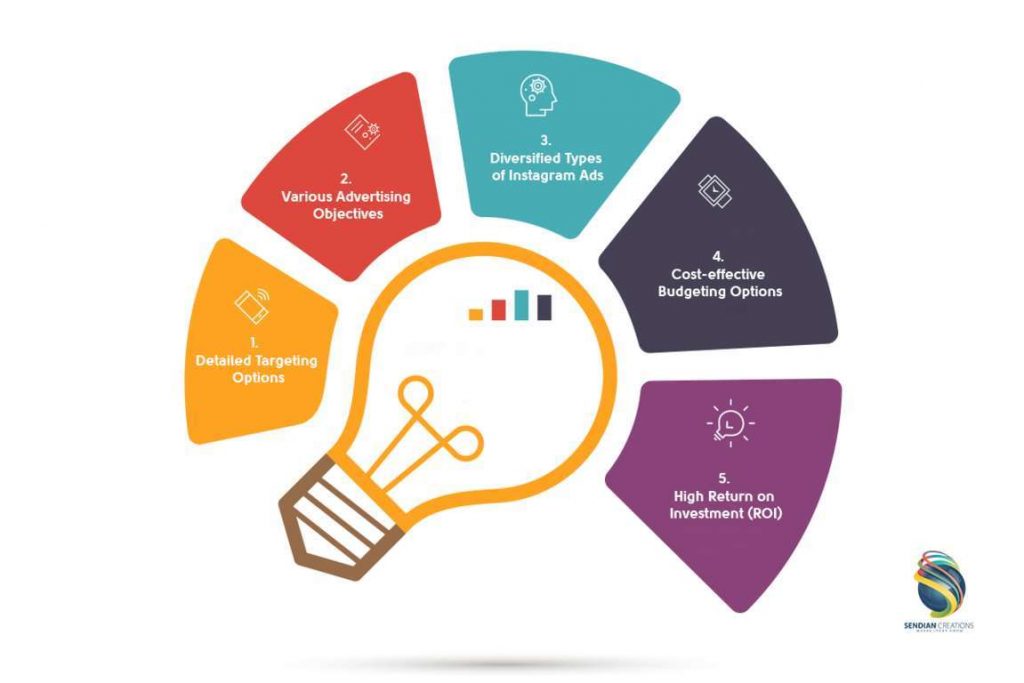 1.
Detailed Targeting
Options
2.
Various Advertising
Objectives
3.
Diversified Types
of Instagram Ads
4.
Cost-effective
Budgeting Options
5.
High Return on
Investment (ROI)
SENDIAN CREATIONS